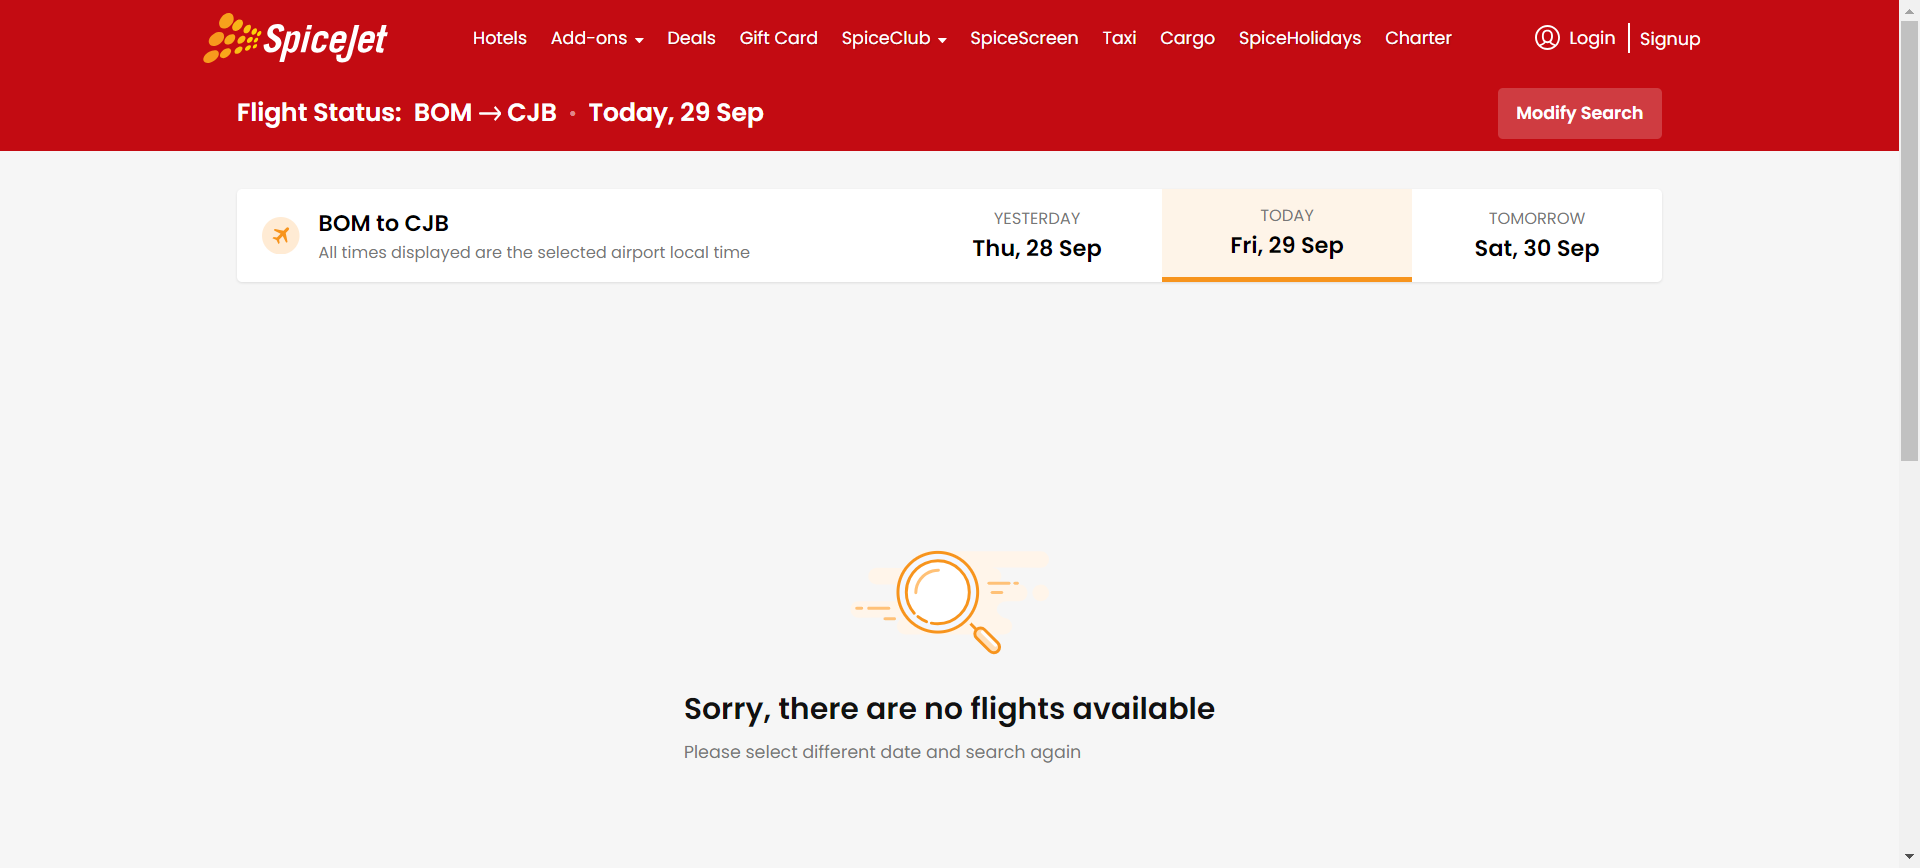 SpiceJet
Hotels Add-ons Deals Gift Card SpiceClub SpiceScreen Taxi Cargo SpiceHolidays Charter Login Signup
Flight Status: BOM → CJB • Today, 29 Sep
Modify Search
BOM to CJB
All times displayed are the selected airport local time
YESTERDAY
Thu, 28 Sep
TODAY
Fri, 29 Sep
TOMORROW
Sat, 30 Sep
Sorry, there are no flights available
Please select different date and search again